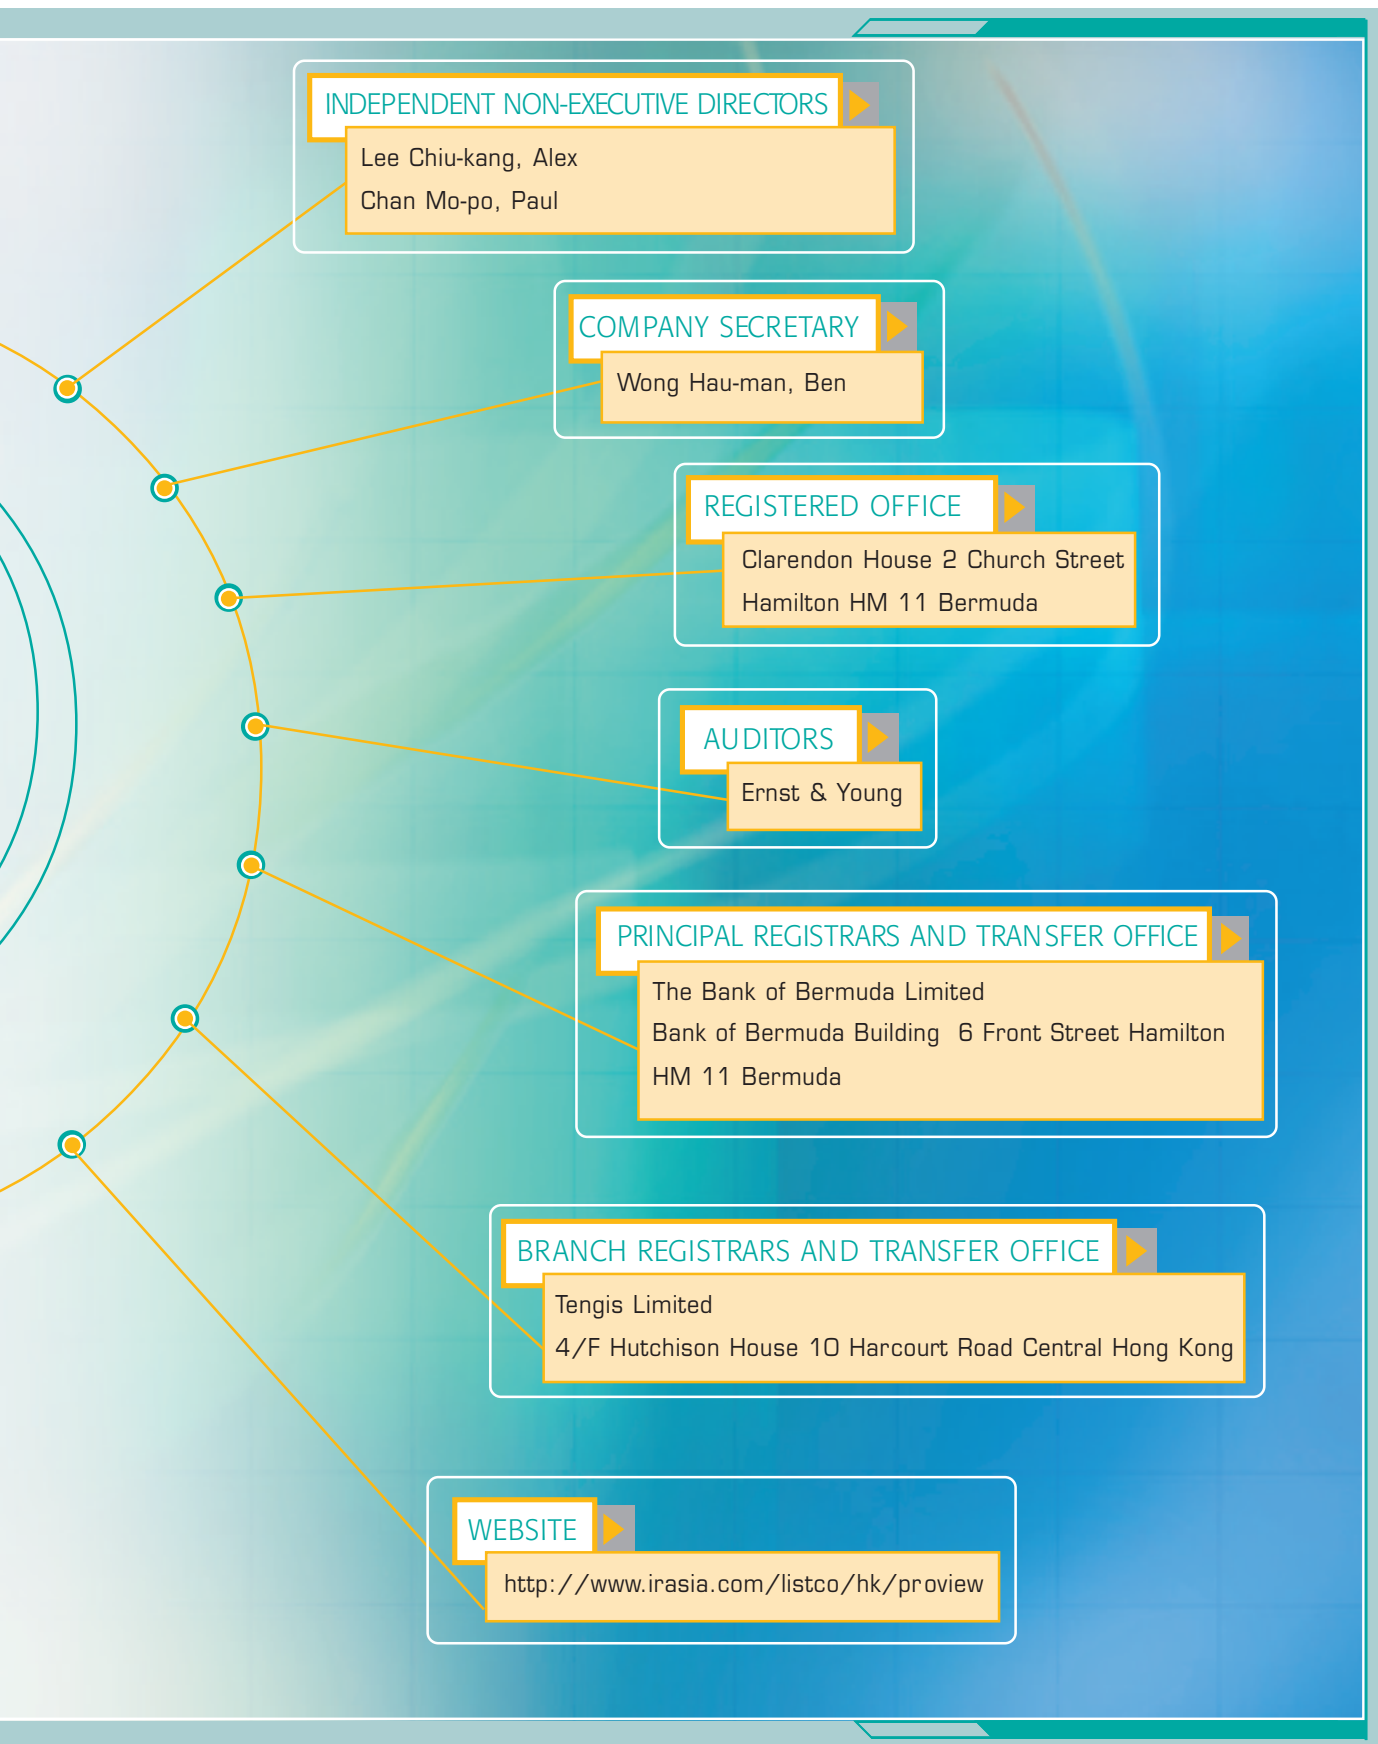 INDEPENDENT NON-EXECUTIVE DIRECTORS
Lee Chiu-kang, Alex
Chan Mo-po, Paul
COMPANY SECRETARY
Wong Hau-man, Ben
REGISTERED OFFICE
Clarendon House 2 Church Street
Hamilton HM 11 Bermuda
AUDITORS
Ernst & Young
PRINCIPAL REGISTRARS AND TRANSFER OFFICE
The Bank of Bermuda Limited
Bank of Bermuda Building 6 Front Street Hamilton
HM 11 Bermuda
BRANCH REGISTRARS AND TRANSFER OFFICE
Tengis Limited
4/F Hutchison House 10 Harcourt Road Central Hong Kong
WEBSITE
http://www.irasia.com/listco/hk/proview